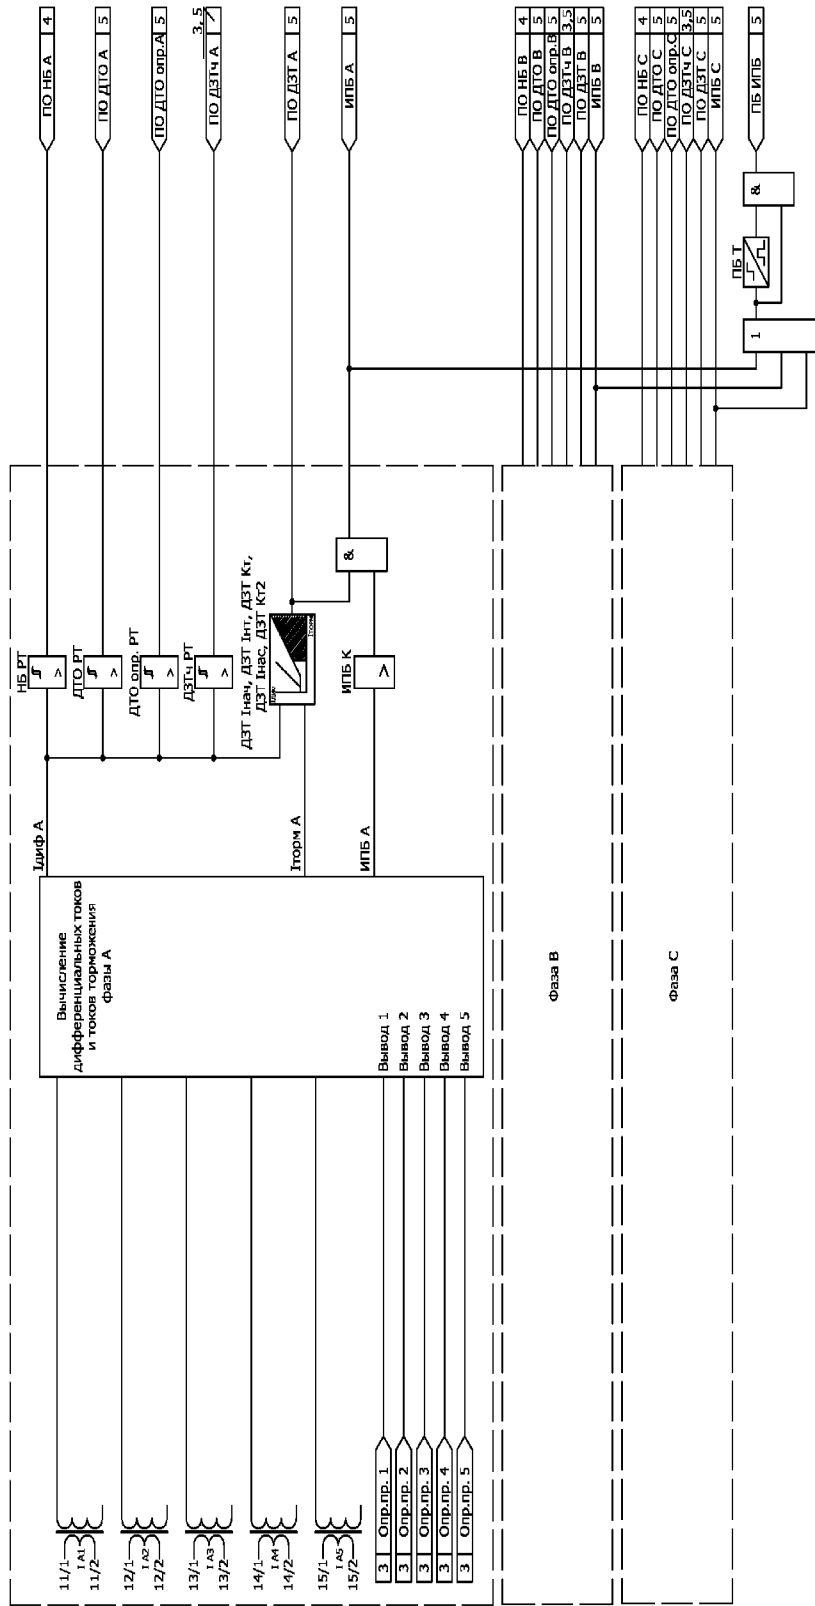 11/1
I A1
11/2
12/1
I A2
12/2
13/1
I A3
13/2
14/1
I A4
14/2
15/1
I A5
15/2
3 Опр.пр. 1
3 Опр.пр. 2
3 Опр.пр. 3
3 Опр.пр. 4
3 Опр.пр. 5
Вычисление
дифференциальных токов
и токов торможения
фазы А
Вывод 1
Вывод 2
Вывод 3
Вывод 4
Вывод 5
Iдиф А
Iторм А
ИПБ А
НБ РТ
>
ДТО РТ
>
ДТО опр. РТ
>
ДЗТч РТ
>
ДЗТ Iнач, ДЗТ Iнт, ДЗТ Кт,
ДЗТ Iнас, ДЗТ Кт2
Iторм
ИПБ К
>
&
ПО НБ А 4
ПО ДТО А 5
ПО ДТО опр.А 5
ПО ДЗТч А
3, 5
ПО ДЗТ А 5
ИПБ А 5
Фаза В
ПО НБ В 4
ПО ДТО В 5
ПО ДТО опр.В 5
ПО ДЗТч В 3,5
ПО ДЗТ В 5
ИПБ В 5
Фаза С
ПО НБ С 4
ПО ДТО С 5
ПО ДТО опр.С 5
ПО ДЗТч С 3,5
ПО ДЗТ С 5
ИПБ С 5
1
ПБ Т
&
ПБ ИПБ 5